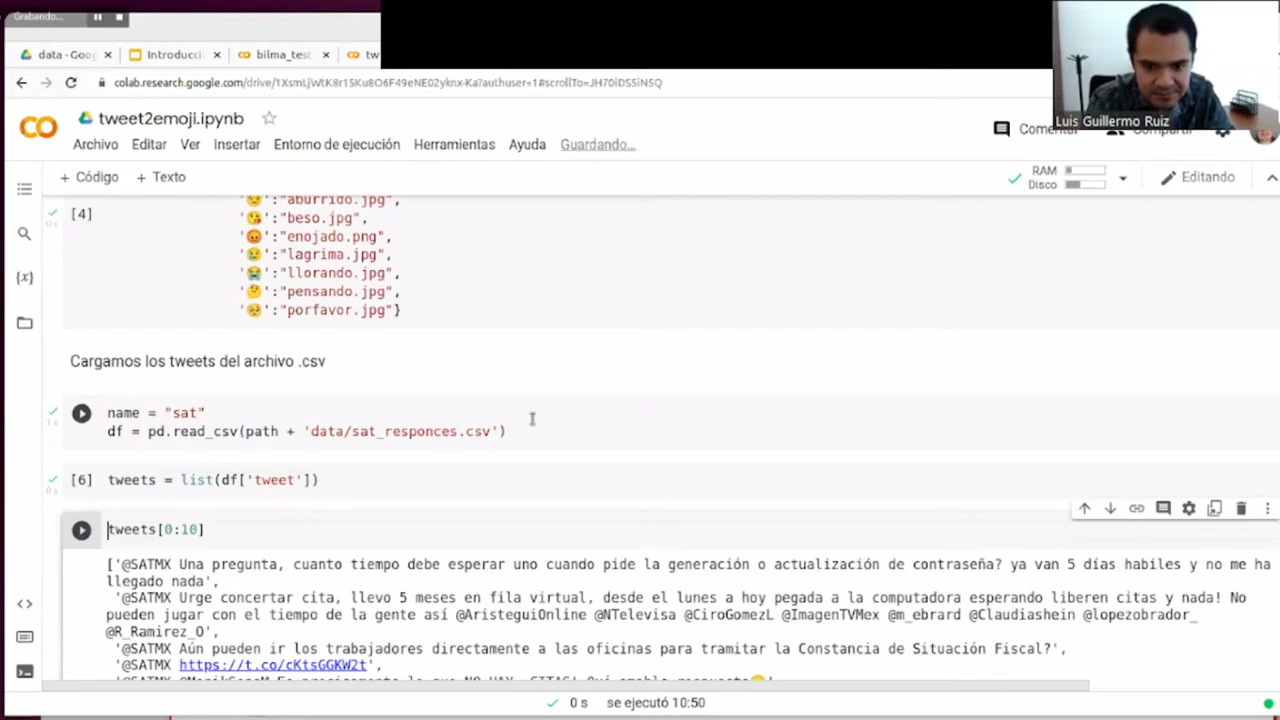 Grabando...
data - Goo
Introducci
bilma_test
tw
colab.research.google.com/drive/1XsmLjWtK8r15Ku8O6F49eNE02yknx-Ka?authuser=1#scrollTo=JH70iDS5iN5Q
Luis Guillermo Ruiz
tweet2emoji.ipynb
Archivo Editar Ver Insertar Entorno de ejecución Herramientas Ayuda Guardando...
+ Código + Texto
RAM
Disco
Editando
'😒':"aburrido.jpg",
[4]
'😘':"beso.jpg",
'😡':"enojado.png",
'😢':"lagrima.jpg",
'😭':"llorando.jpg",
'🤔':"pensando.jpg",
'🥺':"porfavor.jpg"}
Cargamos los tweets del archivo .csv
name = "sat"
1s
df = pd.read_csv(path + 'data/sat_responces.csv')
[6] tweets = list(df['tweet'])
0s
tweets[0:10]
['@SATMX Una pregunta, cuanto tiempo debe esperar uno cuando pide la generación o actualización de contraseña? ya van 5 días habiles y no me ha
llegado nada',
'@SATMX Urge concertar cita, llevo 5 meses en fila virtual, desde el lunes a hoy pegada a la computadora esperando liberen citas y nada! No
pueden jugar con el tiempo de la gente así @AristeguiOnline @NTelevisa @CiroGomezL @ImagenTVMex @m_ebrard @Claudiashein @lopezobrador_
@R_Ramirez_O',
'@SATMX Aún pueden ir los trabajadores directamente a las oficinas para tramitar la Constancia de Situación Fiscal?',
'@SATMX https://t.co/cKtsGGKW2t',
0 s se ejecutó 10:50